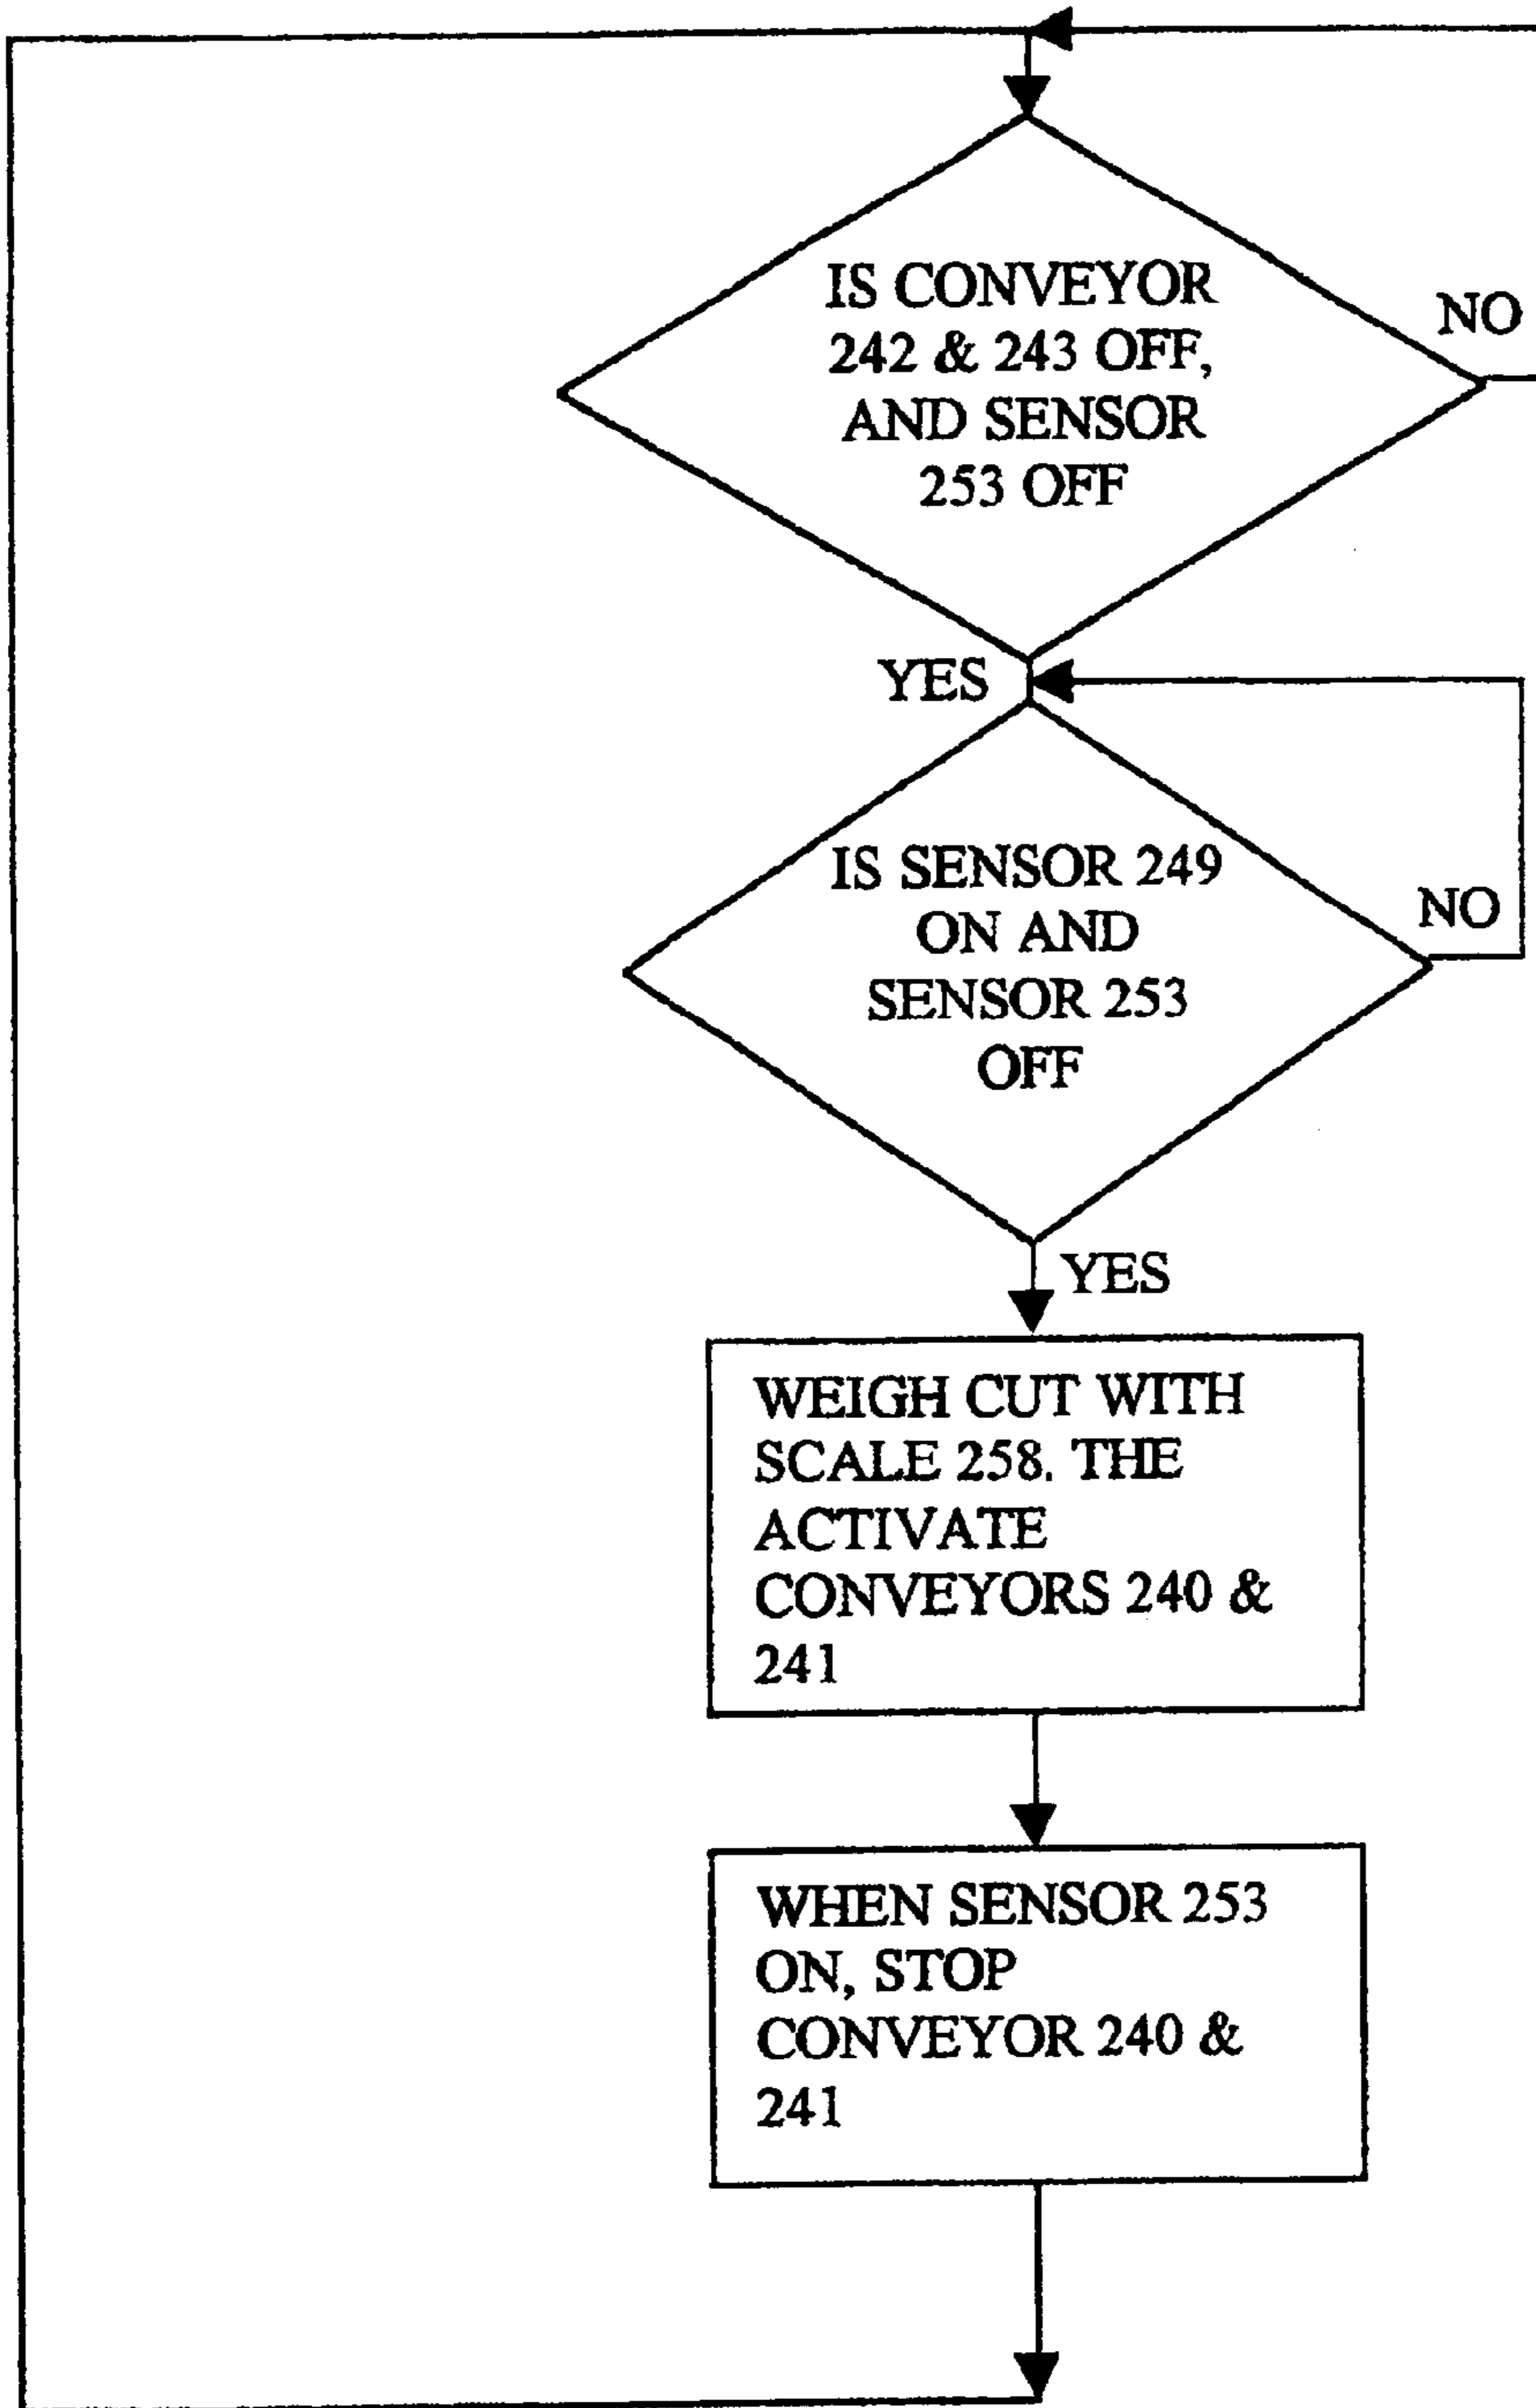 IS CONVEYOR
242 & 243 OFF,
AND SENSOR
253 OFF
NO
YES
IS SENSOR 249
ON AND
SENSOR 253
OFF
NO
YES
WEIGH CUT WITH
SCALE 258. THE
ACTIVATE
CONVEYORS 240 &
241
WHEN SENSOR 253
ON, STOP
CONVEYOR 240 &
241